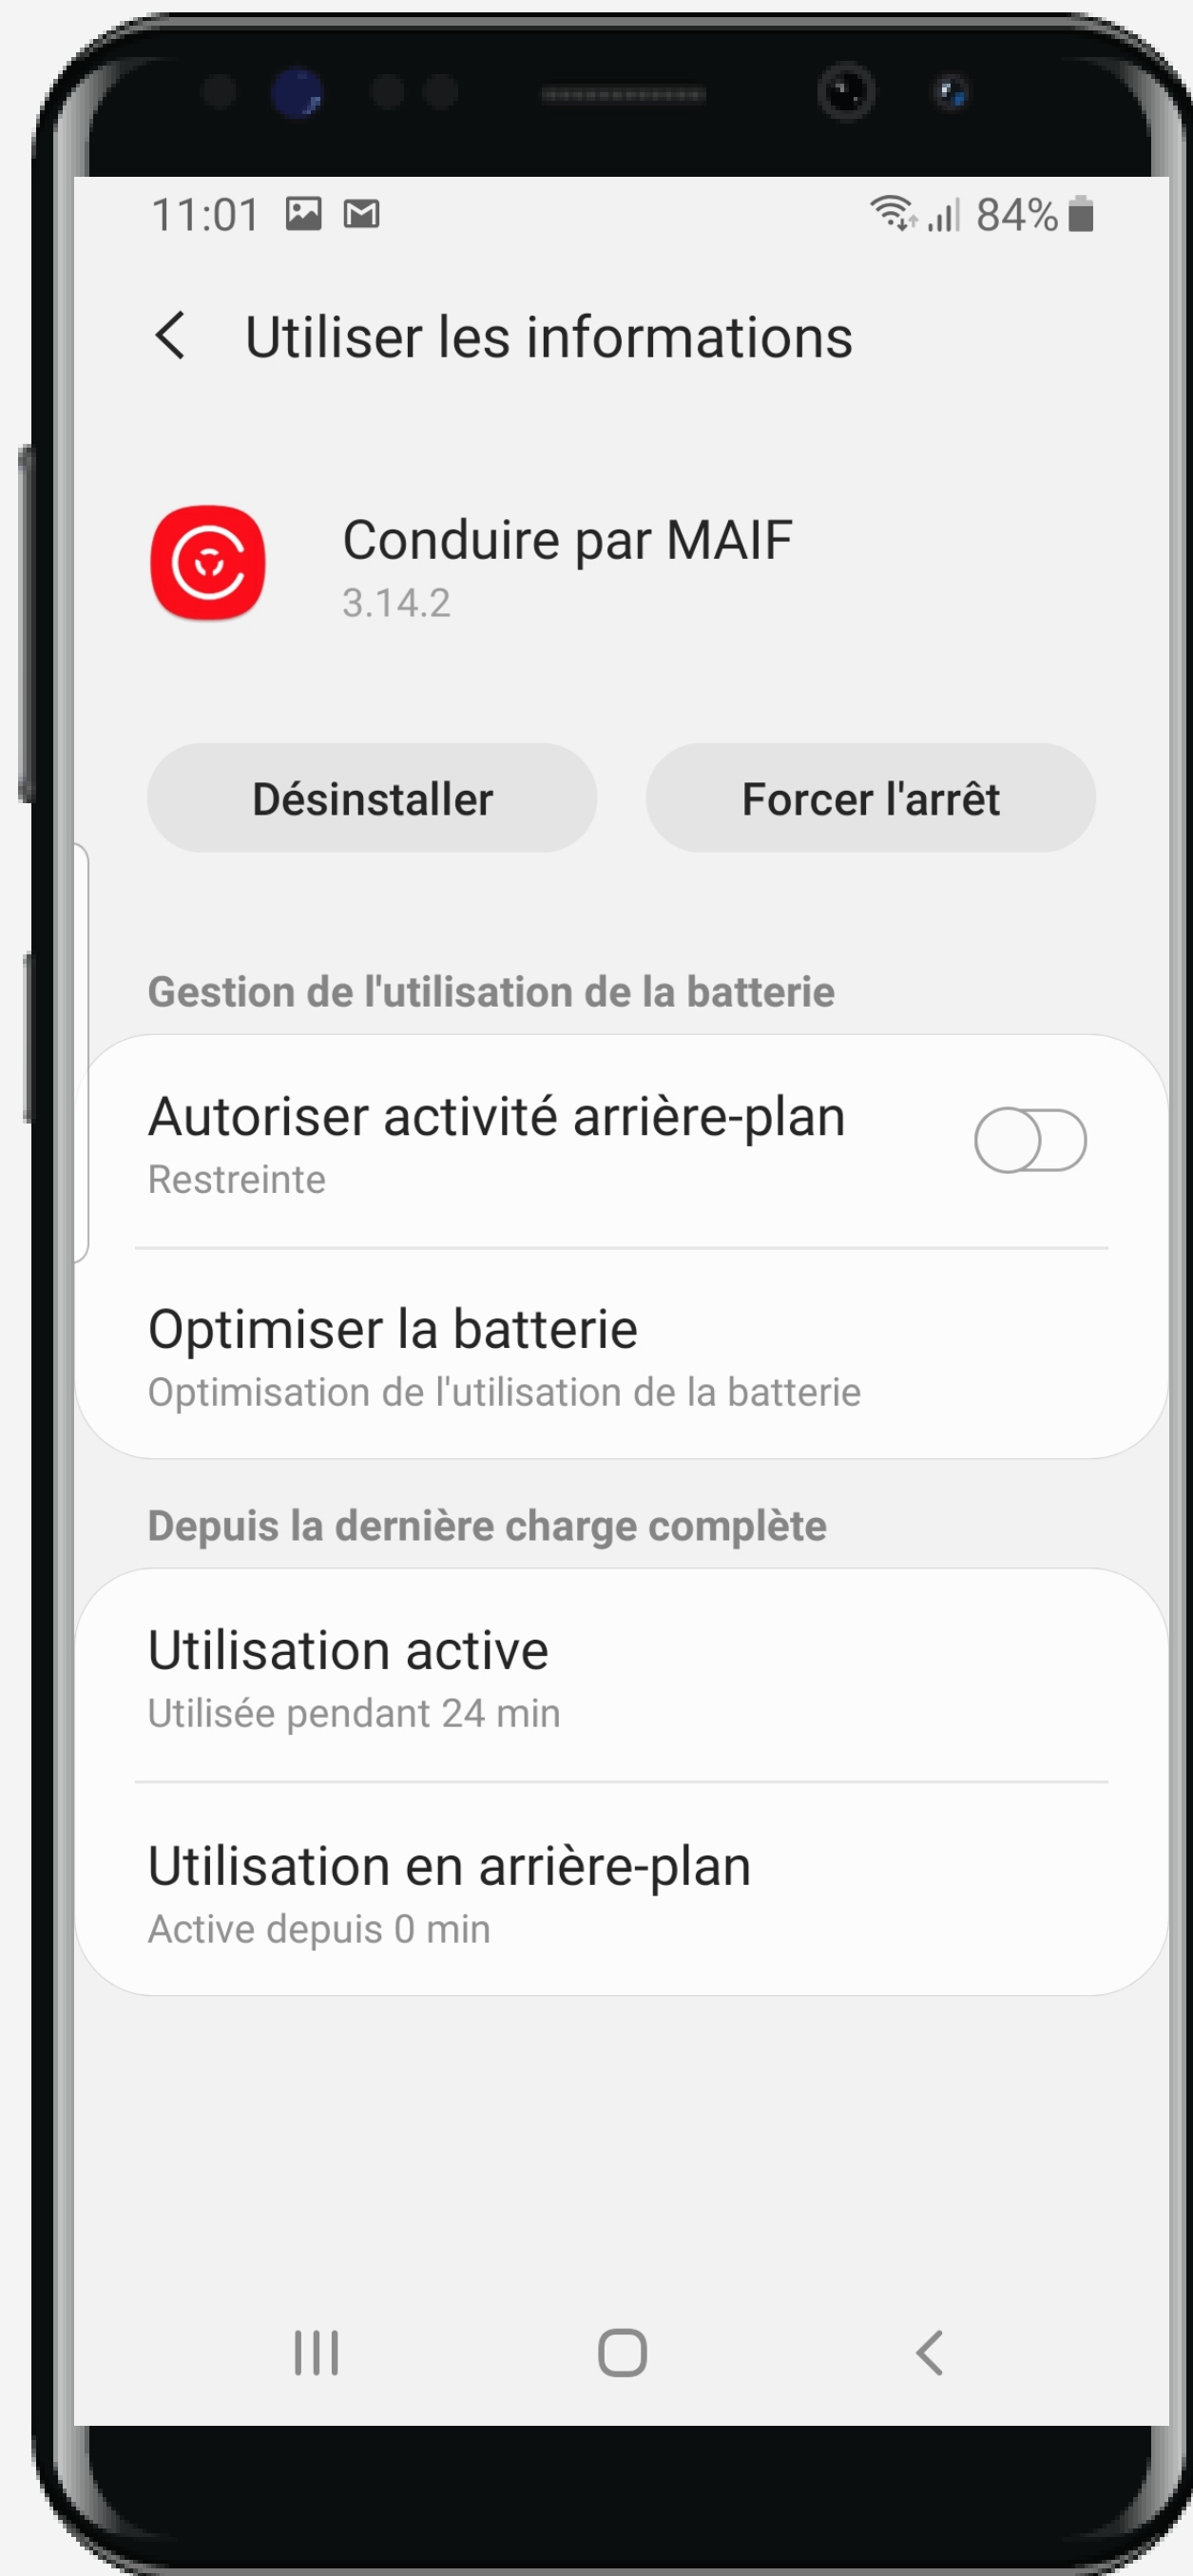 11:01 84%
Utiliser les informations
Conduire par MAIF
3.14.2
Désinstaller Forcer l'arrêt
Gestion de l'utilisation de la batterie
Autoriser activité arrière-plan
Restreinte
Optimiser la batterie
Optimisation de l'utilisation de la batterie
Depuis la dernière charge complète
Utilisation active
Utilisée pendant 24 min
Utilisation en arrière-plan
Active depuis 0 min